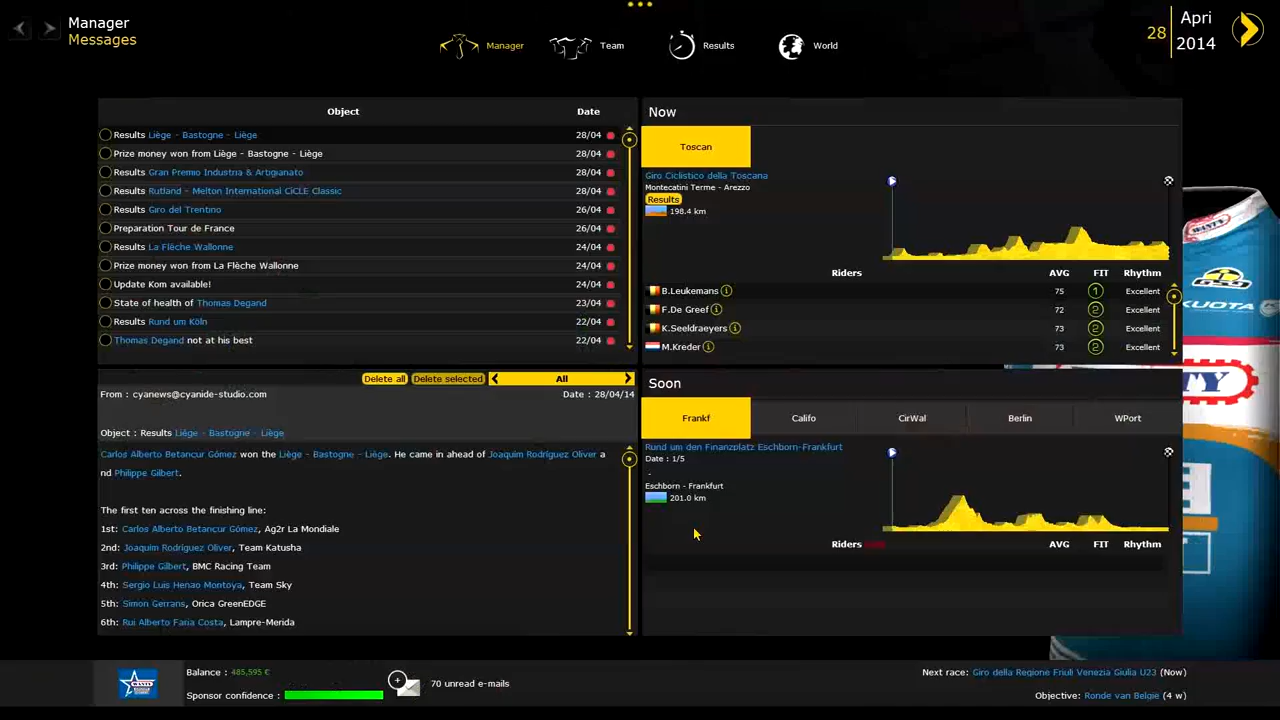 Manager
Messages
Manager
Team
Results
World
28
Apri
2014
Object
Date
Results Liège - Bastogne - Liège 28/04
Prize money won from Liège - Bastogne - Liège 28/04
Results Gran Premio Industria & Artigianato 28/04
Results Rutland - Melton International CiCLE Classic 28/04
Results Giro del Trentino 26/04
Preparation Tour de France 26/04
Results La Flèche Wallonne 24/04
Prize money won from La Flèche Wallonne 24/04
Update Kom available! 24/04
State of health of Thomas Degand 23/04
Results Rund um Köln 22/04
Thomas Degand not at his best 22/04
Delete all
Delete selected
All
From : cyanews@cyanide-studio.com
Date : 28/04/14
Object : Results Liège - Bastogne - Liège
Carlos Alberto Betancur Gómez won the Liège - Bastogne - Liège. He came in ahead of Joaquim Rodríguez Oliver a
nd Philippe Gilbert.
The first ten across the finishing line:
1st: Carlos Alberto Betancur Gómez, Ag2r La Mondiale
2nd: Joaquim Rodríguez Oliver, Team Katusha
3rd: Philippe Gilbert, BMC Racing Team
4th: Sergio Luis Henao Montoya, Team Sky
5th: Simon Gerrans, Orica GreenEDGE
6th: Rui Alberto Faria Costa, Lampre-Merida
Now
Toscan
Giro Ciclistico della Toscana
Montecatini Terme - Arezzo
Results
198.4 km
Riders AVG FIT Rhythm
B.Leukemans 75 1 Excellent
F.De Greef 72 2 Excellent
K.Seeldraeyers 73 2 Excellent
M.Kreder 73 2 Excellent
Soon
Frankf Califo CirWal Berlin WPort
Rund um den Finanzplatz Eschborn-Frankfurt
Date : 1/5
-
Eschborn - Frankfurt
201.0 km
Riders AVG FIT Rhythm
KUOTA
Balance : 485,595 €
Sponsor confidence :
70 unread e-mails
Next race: Giro della Regione Friuli Venezia Giulia U23 (Now)
Objective: Ronde van België (4 w)